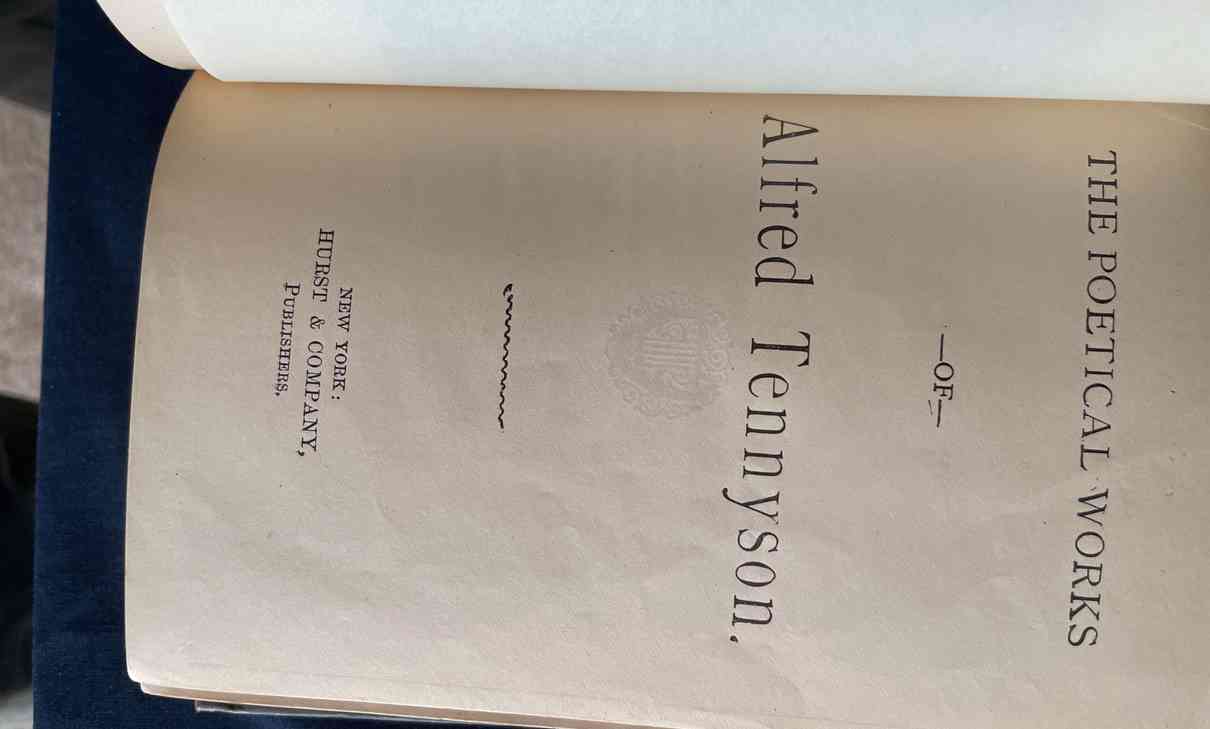 THE POETICAL WORKS
—OF—
Alfred Tennyson,
NEW YORK:
HURST & COMPANY,
PUBLISHERS,